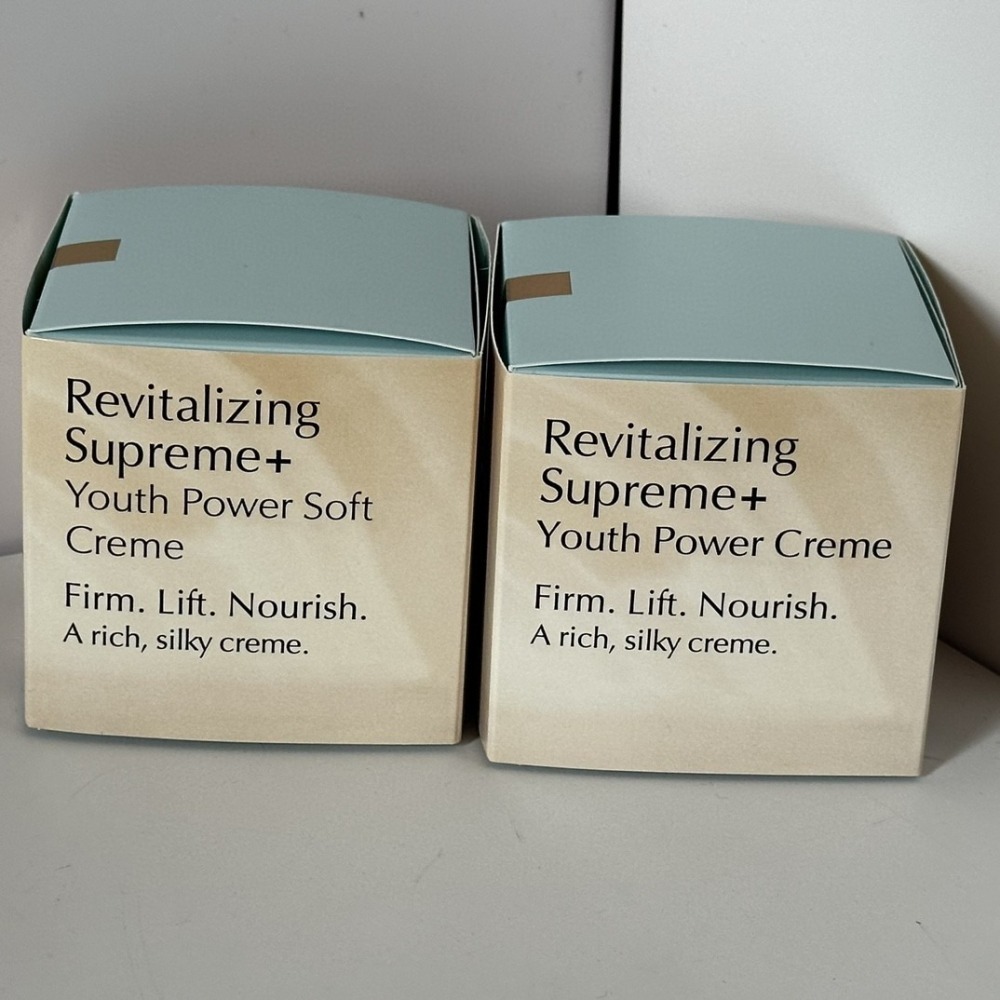 Revitalizing
Supreme+
Youth Power Soft
Creme
Firm. Lift. Nourish.
A rich, silky creme.
Revitalizing
Supreme+
Youth Power Creme
Firm. Lift. Nourish.
A rich, silky creme.